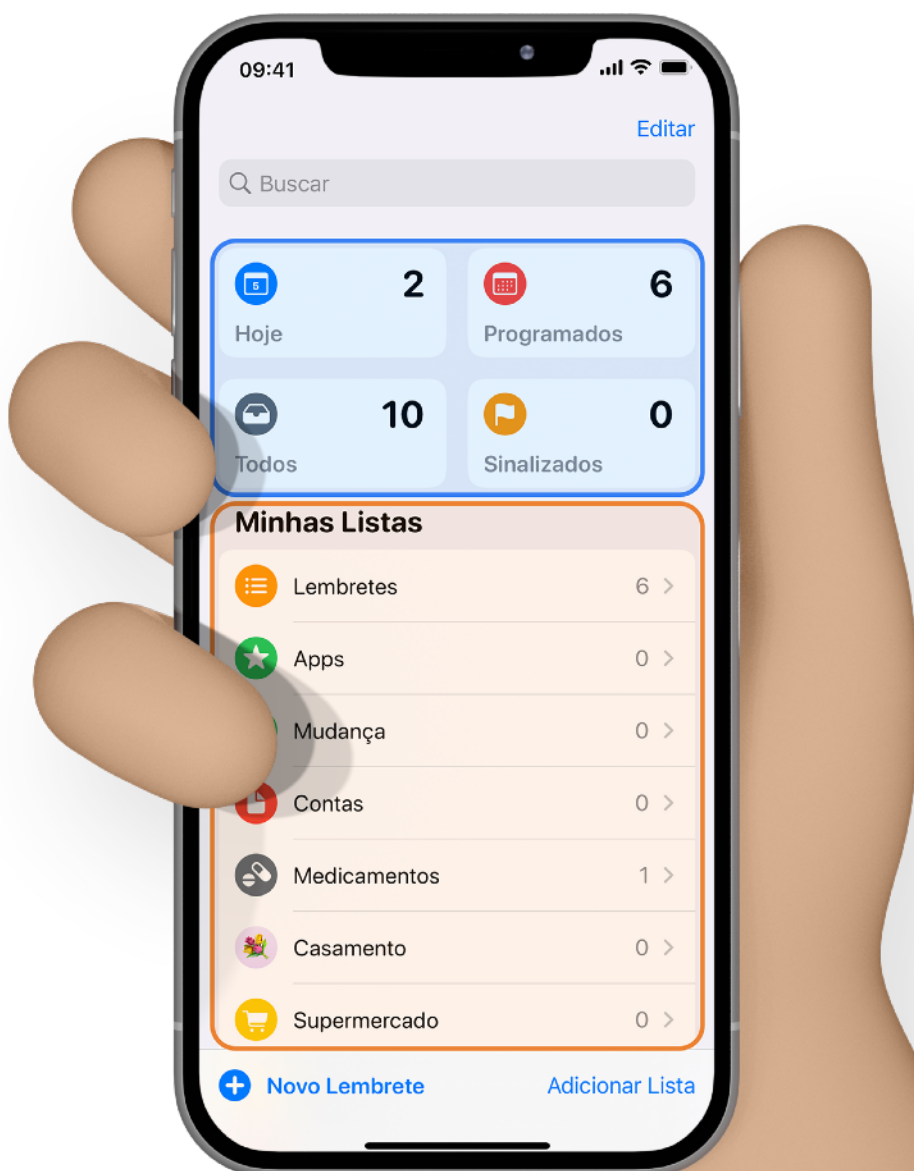 09:41
Editar
Buscar
5
2
6
Hoje
Programados
10
0
Todos
Sinalizados
Minhas Listas
Lembretes 6
Apps 0
Mudança 0
Contas 0
Medicamentos 1
Casamento 0
Supermercado 0
Novo Lembrete Adicionar Lista